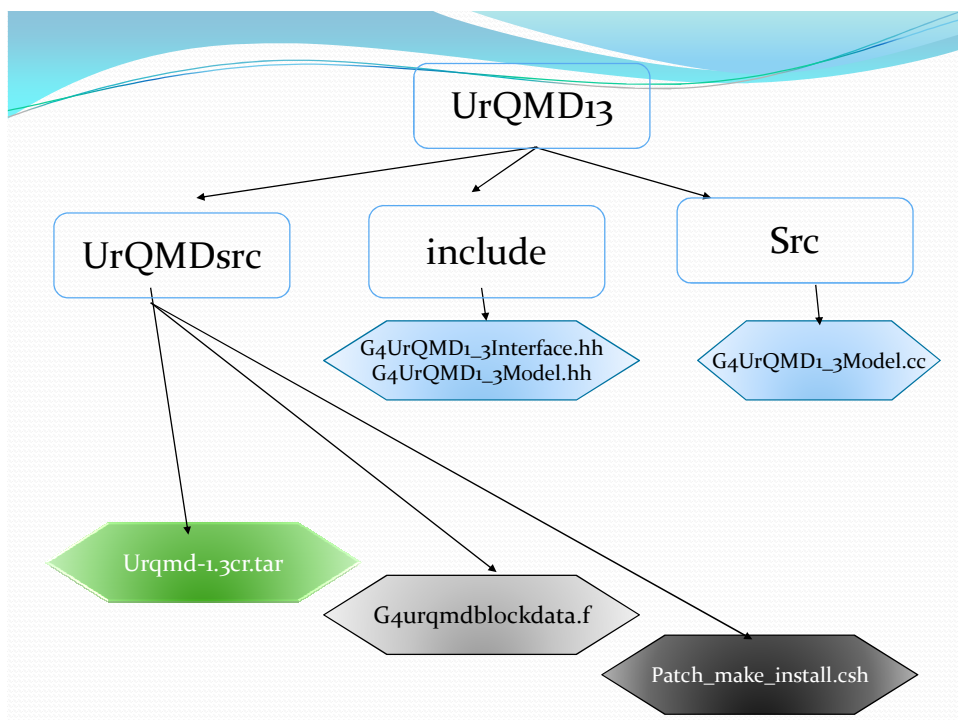 UrQMD13
UrQMDsrc
include
Src
G4UrQMD1_3Interface.hh
G4UrQMD1_3Model.hh
G4UrQMD1_3Model.cc
Urqmd-1.3cr.tar
G4urqmdblockdata.f
Patch_make_install.csh